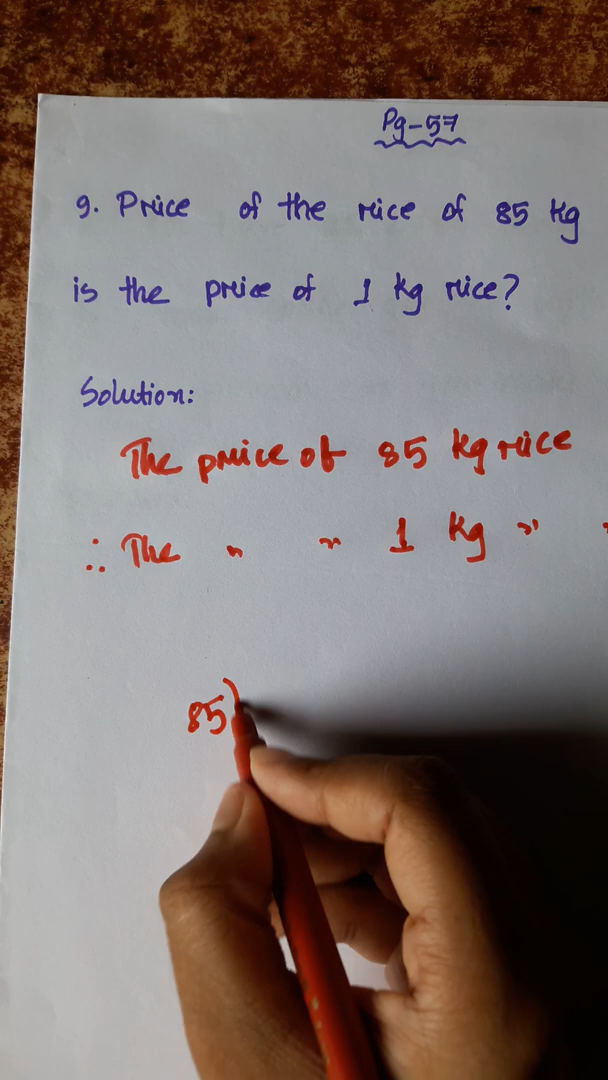 Pg-57
9. Price of the rice of 85 kg
is the price of 1 kg rice?
Solution:
The price of 85 kg rice
∴ The " " 1 kg " "
85)